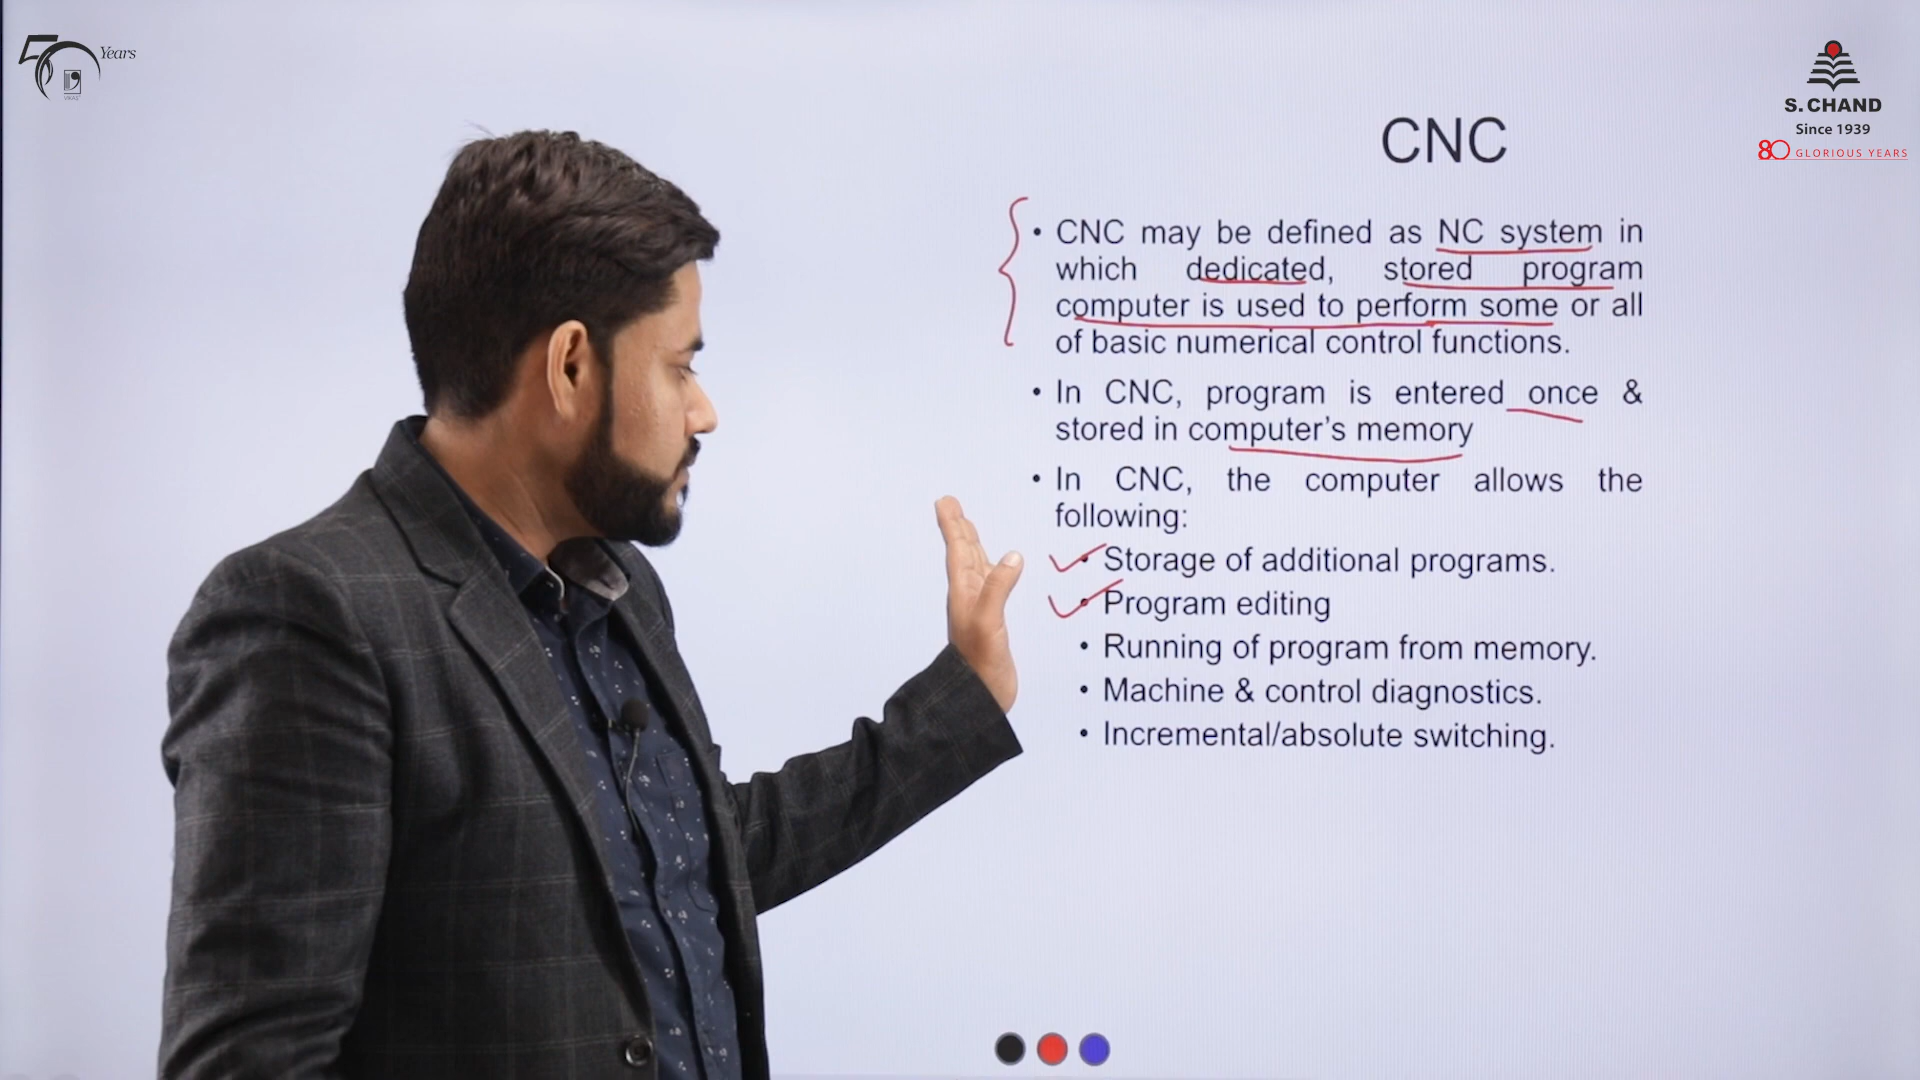 50 Years
VIKAS
S. CHAND
Since 1939
80 GLORIOUS YEARS
CNC
• CNC may be defined as NC system in
which dedicated, stored program
computer is used to perform some or all
of basic numerical control functions.
• In CNC, program is entered once &
stored in computer's memory
• In CNC, the computer allows the
following:
• Storage of additional programs.
• Program editing
• Running of program from memory.
• Machine & control diagnostics.
• Incremental/absolute switching.